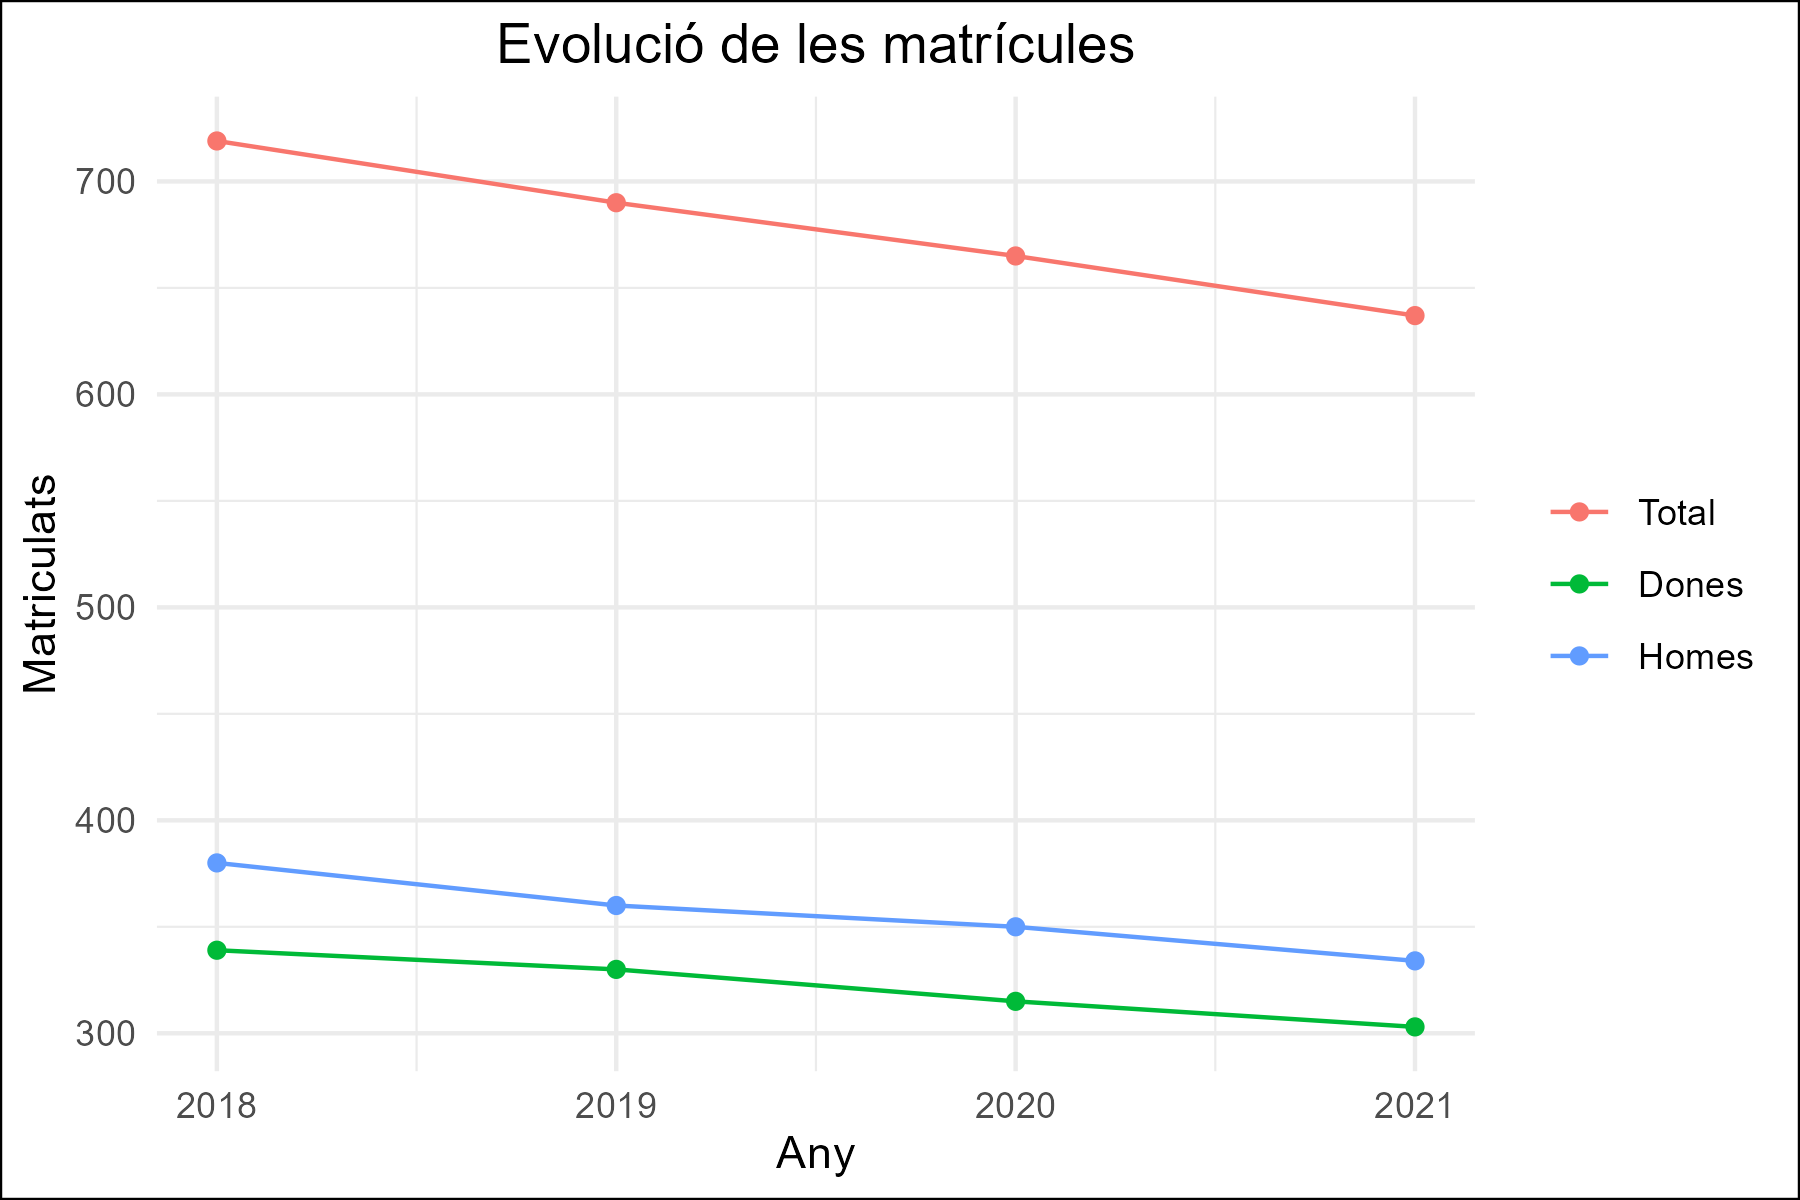 Evolució de les matrícules
Matriculats
700
600
500
400
300
2018 2019 2020 2021
Any
Total
Dones
Homes